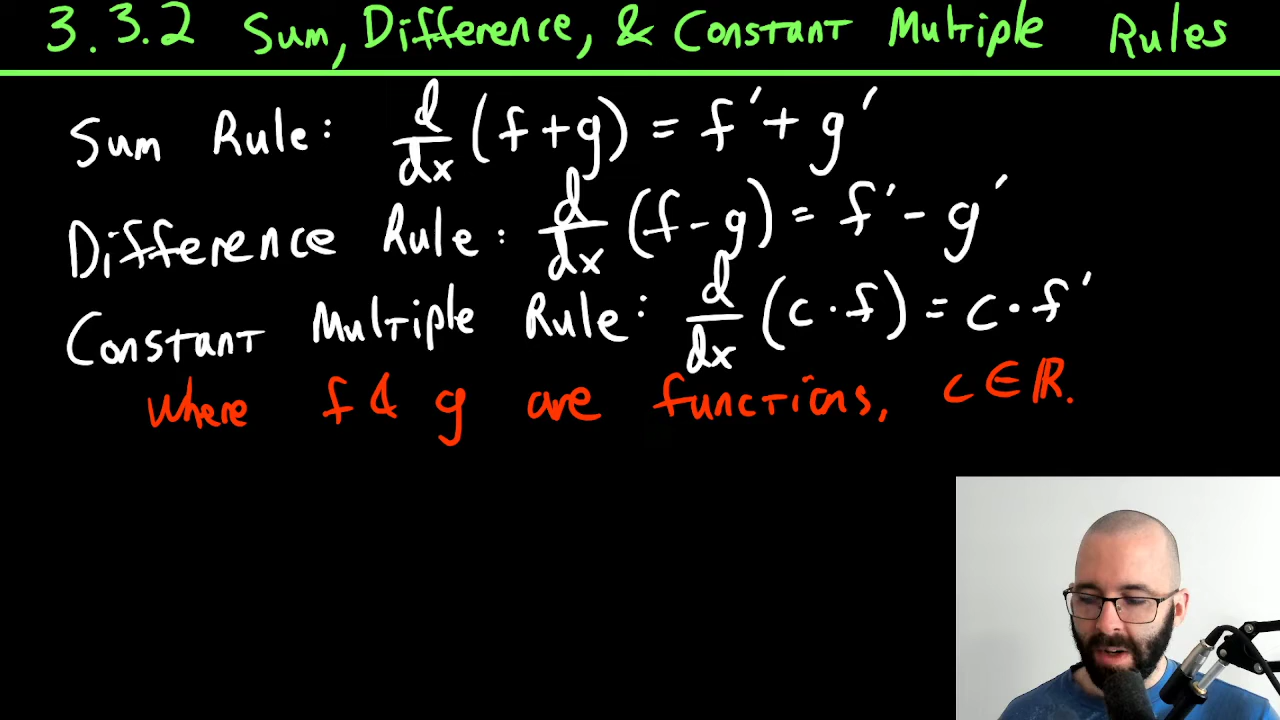 3.3.2 Sum, Difference, & Constant Multiple Rules
Sum Rule: d/dx (f+g) = f′ + g′
Difference Rule: d/dx (f-g) = f′ - g′
Constant Multiple Rule: d/dx (c·f) = c·f′
where f & g are functions, c∈ℝ.